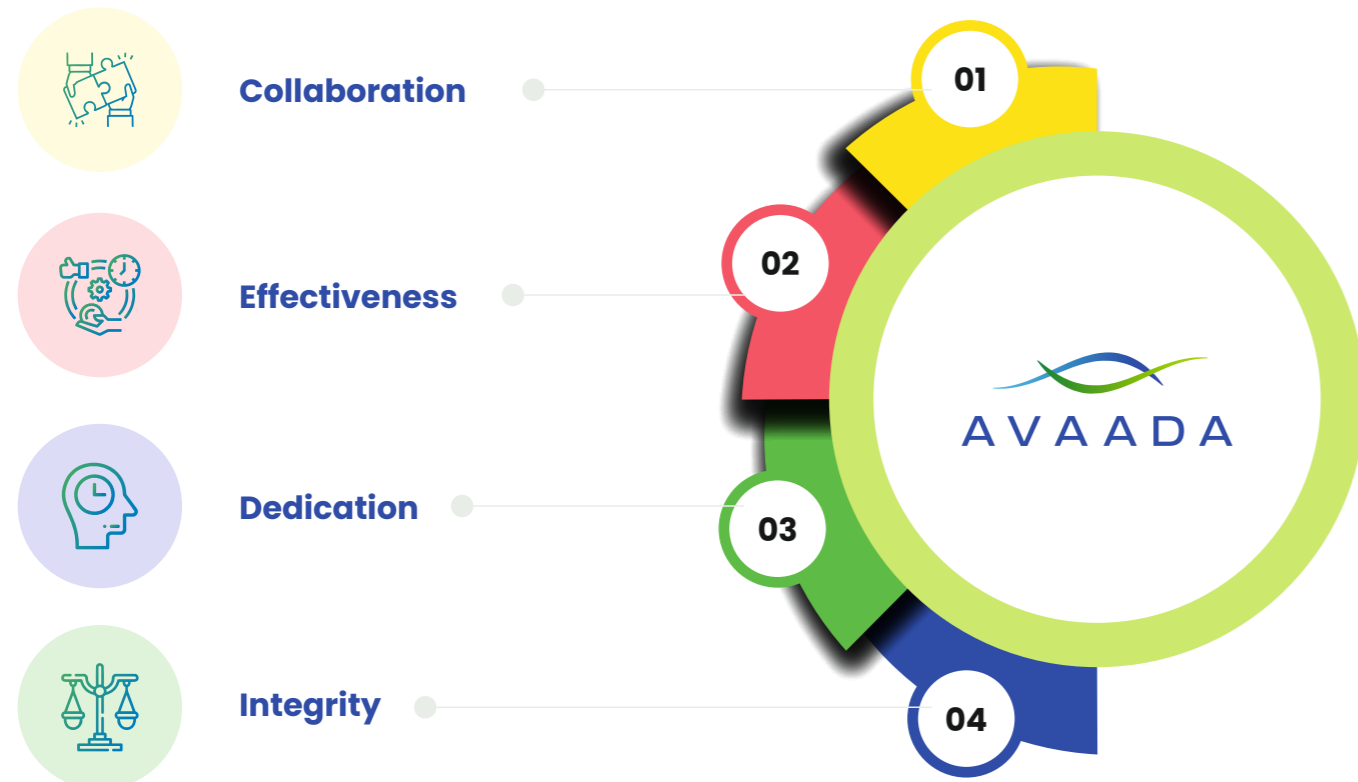 Collaboration
01
Effectiveness
02
Dedication
03
Integrity
04
AVAADA